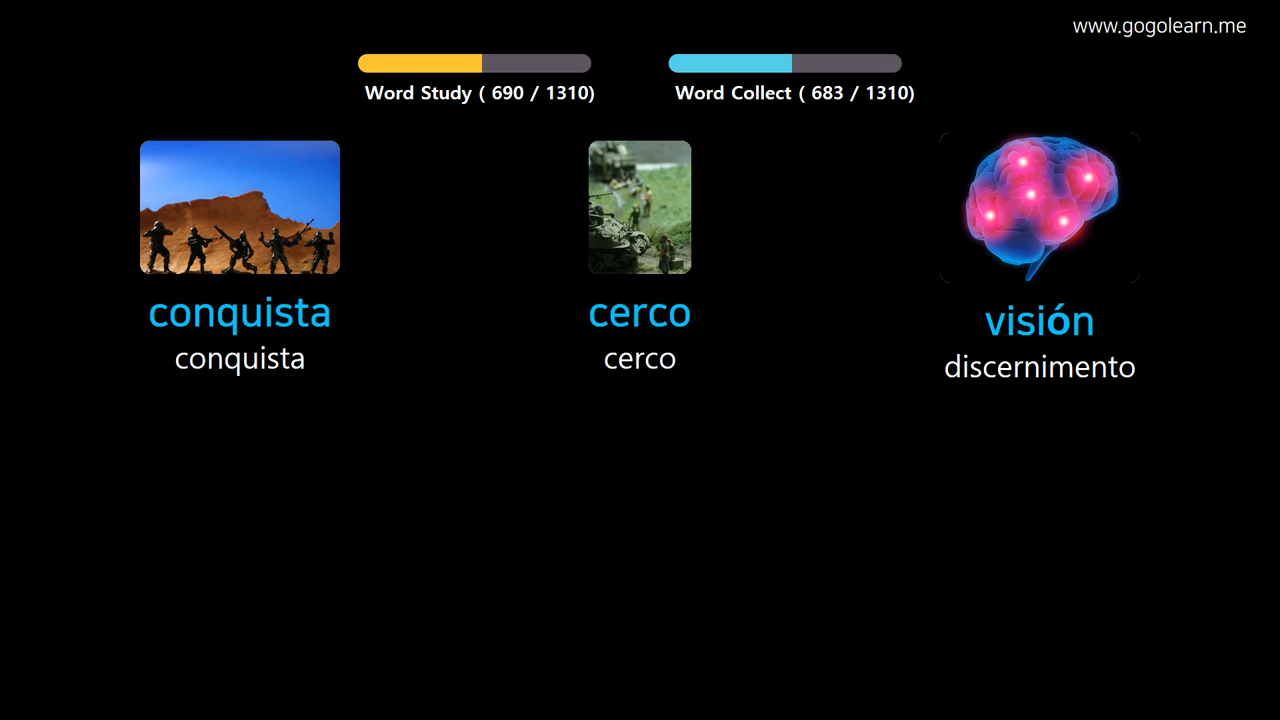 www.gogolearn.me
Word Study ( 690 / 1310)
Word Collect ( 683 / 1310)
conquista
conquista
cerco
cerco
visión
discernimento